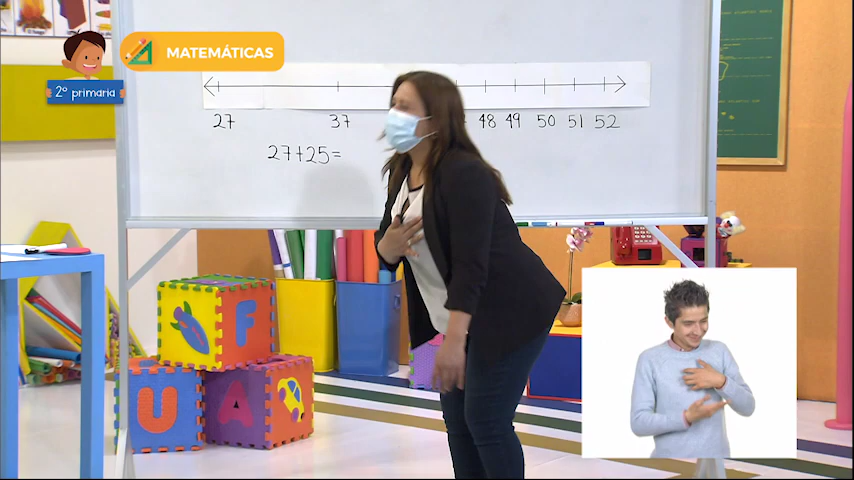 MATEMÁTICAS
2º primaria
27 37 48 49 50 51 52
27+25=
F
U A